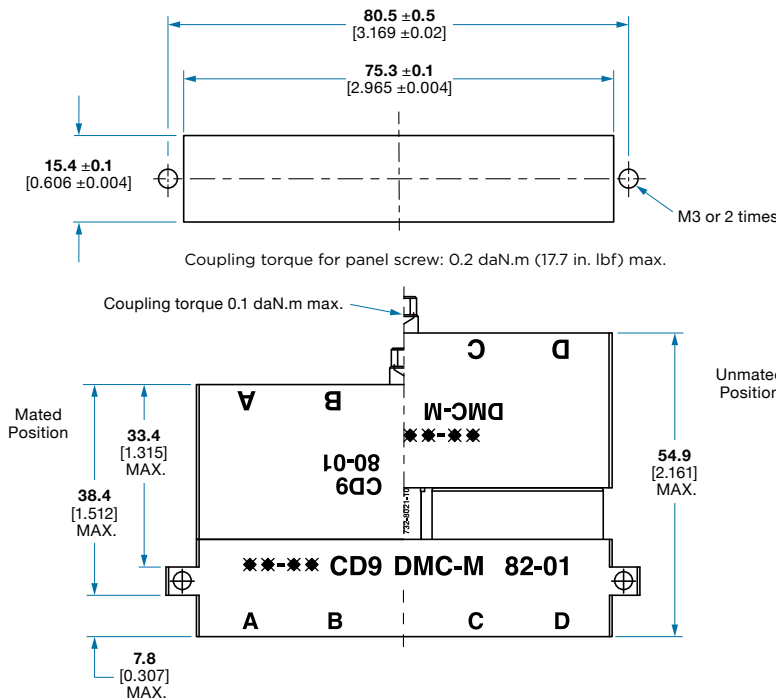 80.5 ±0.5
[3.169 ±0.02]
75.3 ±0.1
[2.965 ±0.004]
15.4 ±0.1
[0.606 ±0.004]
M3 or 2 times
Coupling torque for panel screw: 0.2 daN.m (17.7 in. lbf) max.
Coupling torque 0.1 daN.m max.
C D
A B
Unmated
Position
Mated
Position
DMC-M
33.4
[1.315]
MAX.
54.9
[2.161]
MAX.
80-01
CD9
38.4
[1.512]
MAX.
732-8021-10
CD9 DMC-M 82-01
A B C D
7.8
[0.307]
MAX.